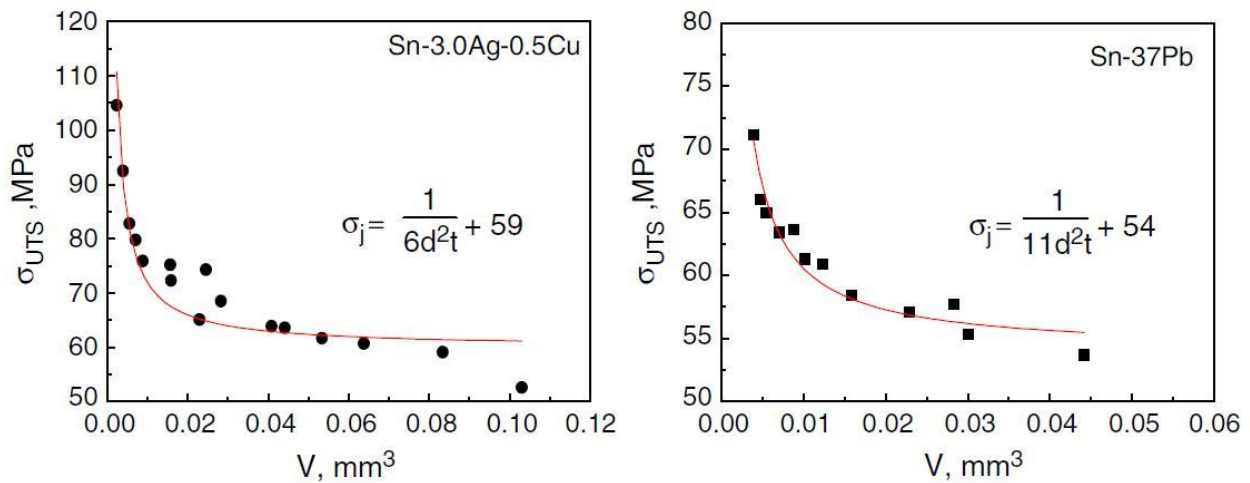 120
110
100
90
80
70
60
50
σUTS ,MPa
Sn-3.0Ag-0.5Cu
σj= 1/6d²t + 59
0.00 0.02 0.04 0.06 0.08 0.10 0.12
V, mm³
80
75
70
65
60
55
50
σUTS ,MPa
Sn-37Pb
σj= 1/11d²t + 54
0.00 0.01 0.02 0.03 0.04 0.05 0.06
V, mm³